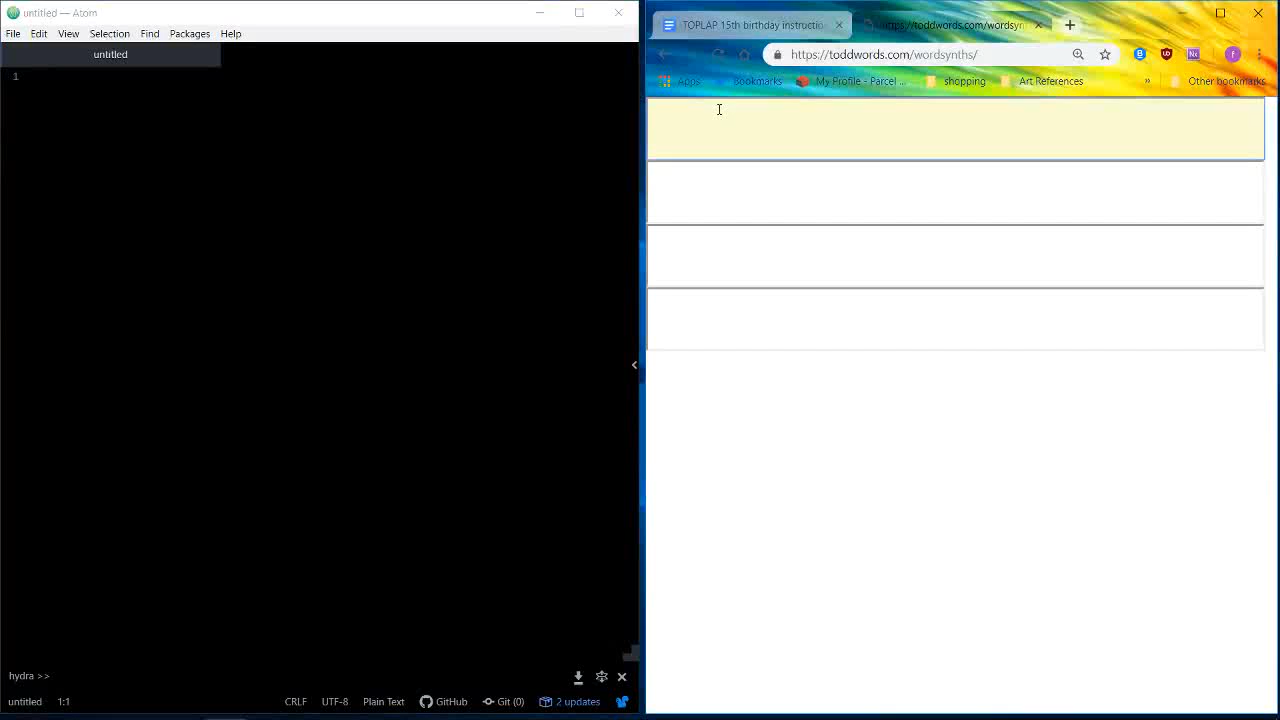 untitled — Atom
File Edit View Selection Find Packages Help
untitled
1
hydra >>
untitled 1:1 CRLF UTF-8 Plain Text GitHub Git (0) 2 updates
TOPLAP 15th birthday instructio
https://toddwords.com/wordsyn
https://toddwords.com/wordsynths/
Apps Bookmarks My Profile - Parcel ... shopping Art References » Other bookmarks